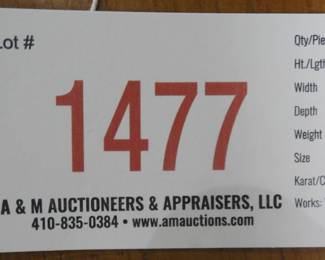 Lot #
1477
A & M AUCTIONEERS & APPRAISERS, LLC
410-835-0384 • www.amauctions.com
Qty/Pie
Ht./Lgth
Width
Depth
Weight
Size
Karat/C
Works: